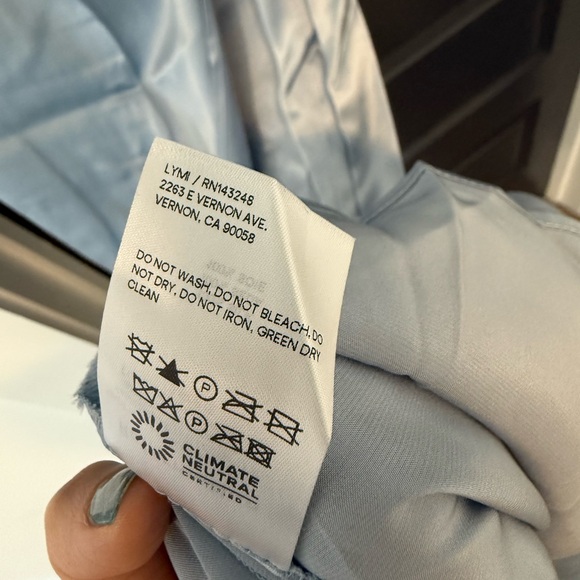 LYMI / RN143248
2263 E VERNON AVE.
VERNON, CA 90058
DO NOT WASH, DO NOT BLEACH, DO
NOT DRY, DO NOT IRON, GREEN DRY
CLEAN
P
P
CLIMATE
NEUTRAL
CERTIFIED